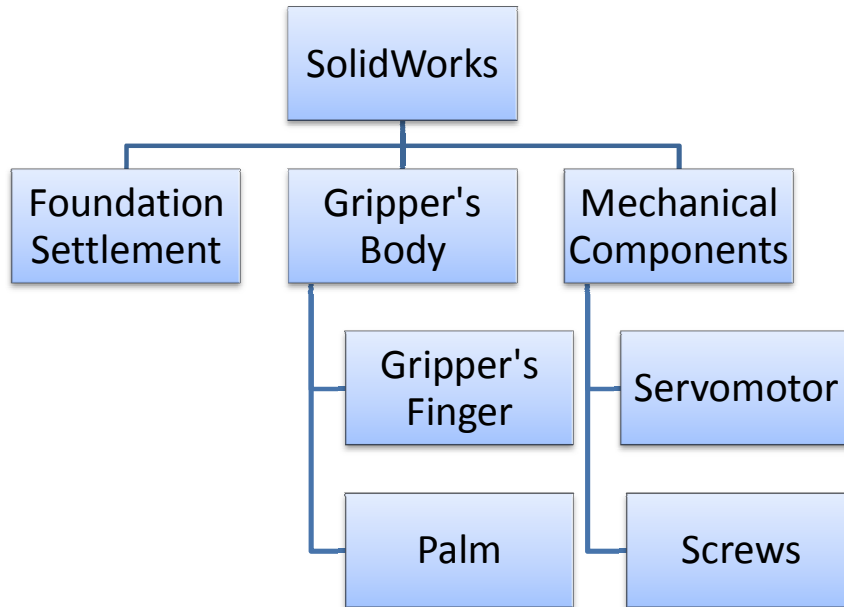 SolidWorks
Foundation
Settlement
Gripper's
Body
Mechanical
Components
Gripper's
Finger
Servomotor
Palm
Screws